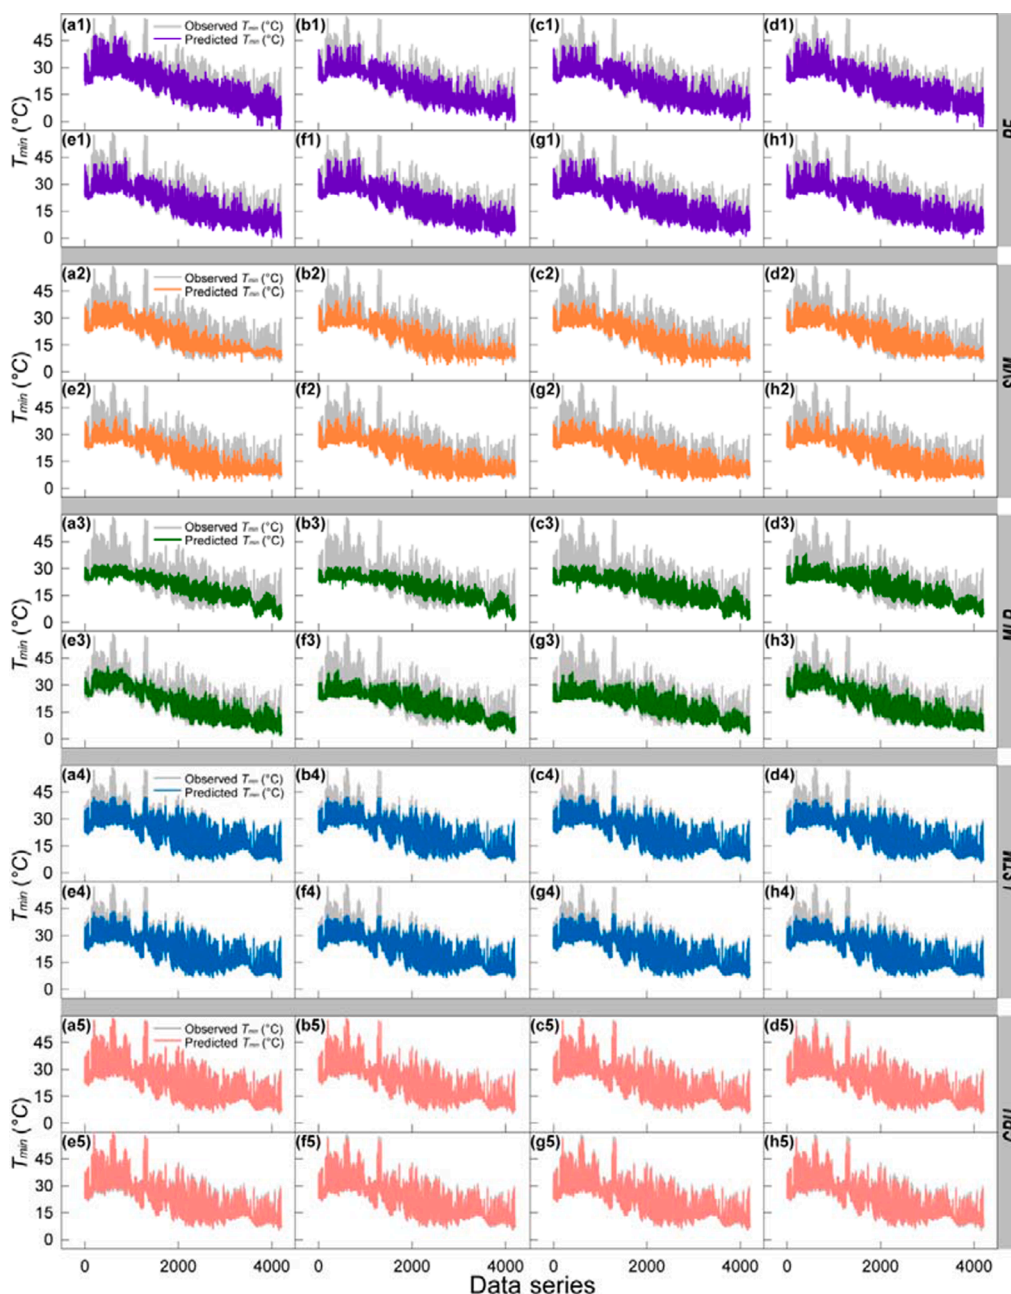 (a1) Observed Tmin (°C) (b1) (c1) (d1)
Predicted Tmin (°C)
45
30
15
0
Tmin (°C)
(e1) (f1) (g1) (h1)
45
30
15
0
(a2) Observed Tmin (°C) (b2) (c2) (d2)
Predicted Tmin (°C)
45
30
15
0
Tmin (°C)
(e2) (f2) (g2) (h2)
45
30
15
0
SVM
(a3) Observed Tmin (°C) (b3) (c3) (d3)
Predicted Tmin (°C)
45
30
15
0
Tmin (°C)
(e3) (f3) (g3) (h3)
45
30
15
0
MLP
(a4) Observed Tmin (°C) (b4) (c4) (d4)
Predicted Tmin (°C)
45
30
15
0
Tmin (°C)
(e4) (f4) (g4) (h4)
45
30
15
0
LSTM
(a5) Observed Tmin (°C) (b5) (c5) (d5)
Predicted Tmin (°C)
45
30
15
0
Tmin (°C)
(e5) (f5) (g5) (h5)
45
30
15
0
GRU
0 2000 4000 0 2000 4000 0 2000 4000 0 2000 4000
Data series